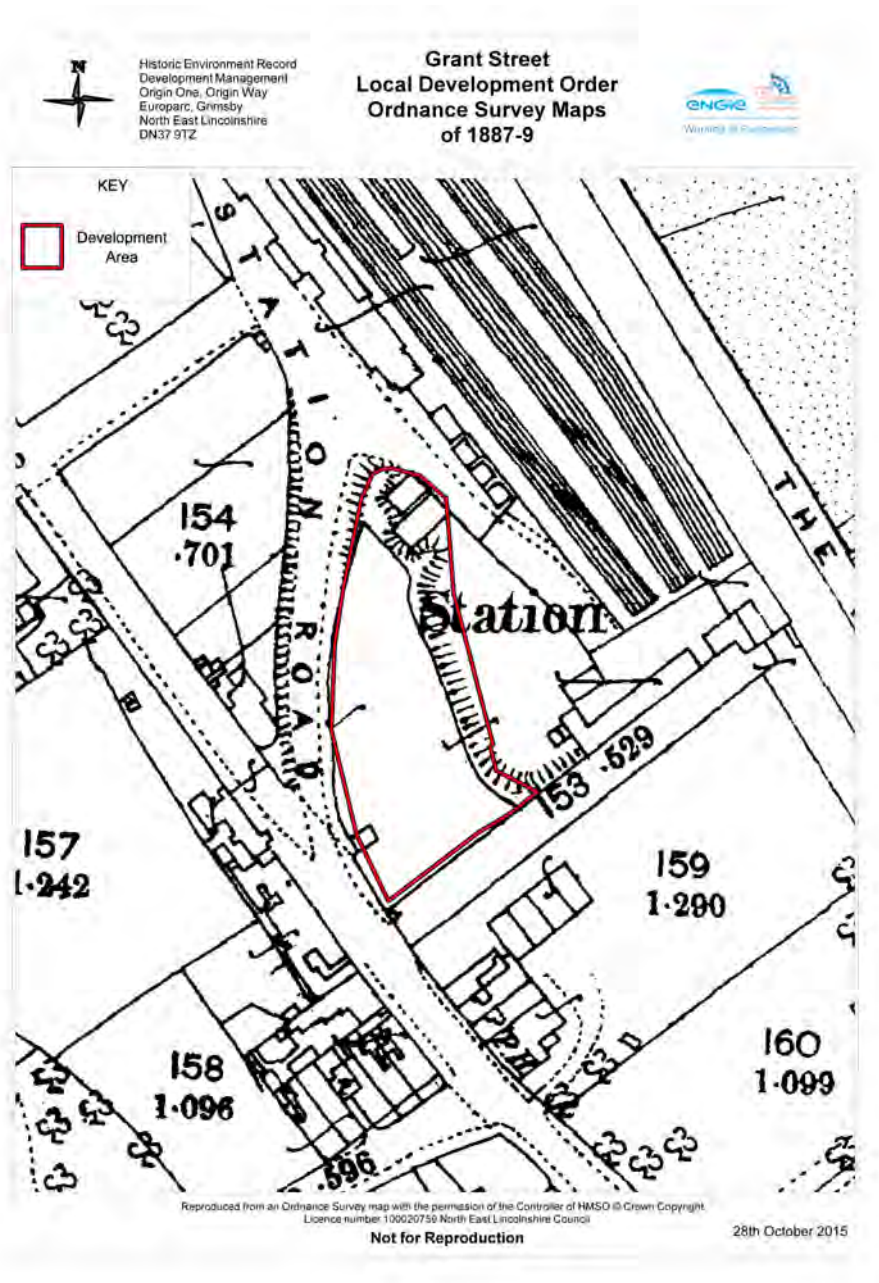 N
Historic Environment Record
Development Management
Origin One, Origin Way
Europarc, Grimsby
North East Lincolnshire
DN37 9TZ
Grant Street
Local Development Order
Ordnance Survey Maps
of 1887-9
ENGIE
Working in Partnership
KEY
Development
Area
STATION ROAD
THE
154
.701
Station
153 .529
157
1.242
159
1.290
158
1.096
160
1.099
P.H.
596
Reproduced from an Ordnance Survey map with the permission of the Controller of HMSO © Crown Copyright.
Licence number 100020759 North East Lincolnshire Council
Not for Reproduction
28th October 2015